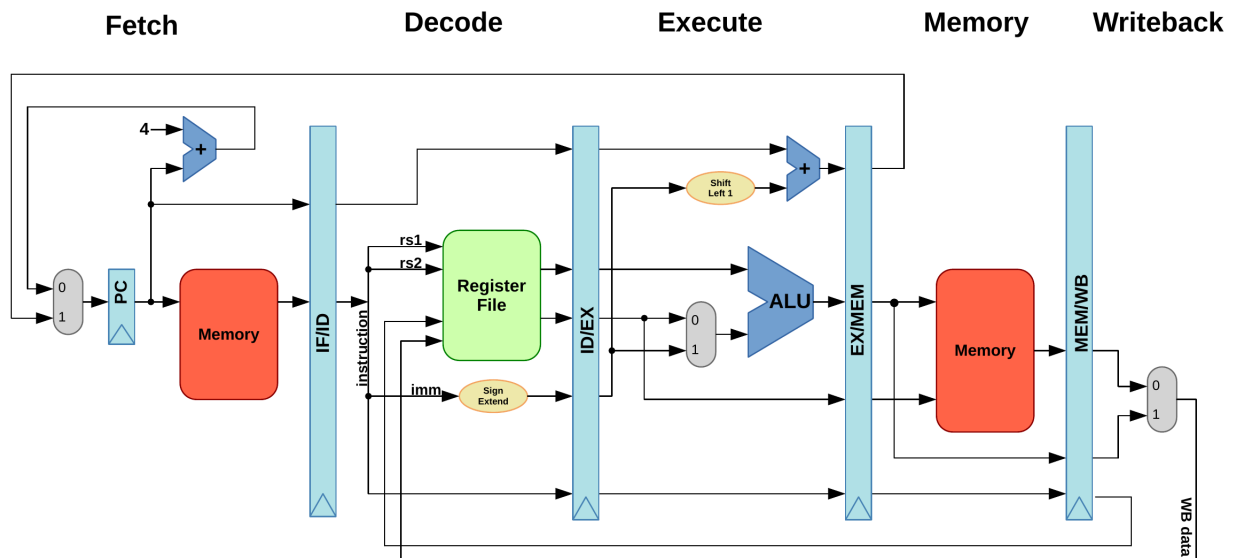 Fetch
Decode
Execute
Memory
Writeback
4
+
0
1
PC
Memory
IF/ID
instruction
rs1
rs2
Register
File
imm
Sign
Extend
ID/EX
Shift
Left 1
+
0
1
ALU
EX/MEM
Memory
MEM/WB
0
1
WB data